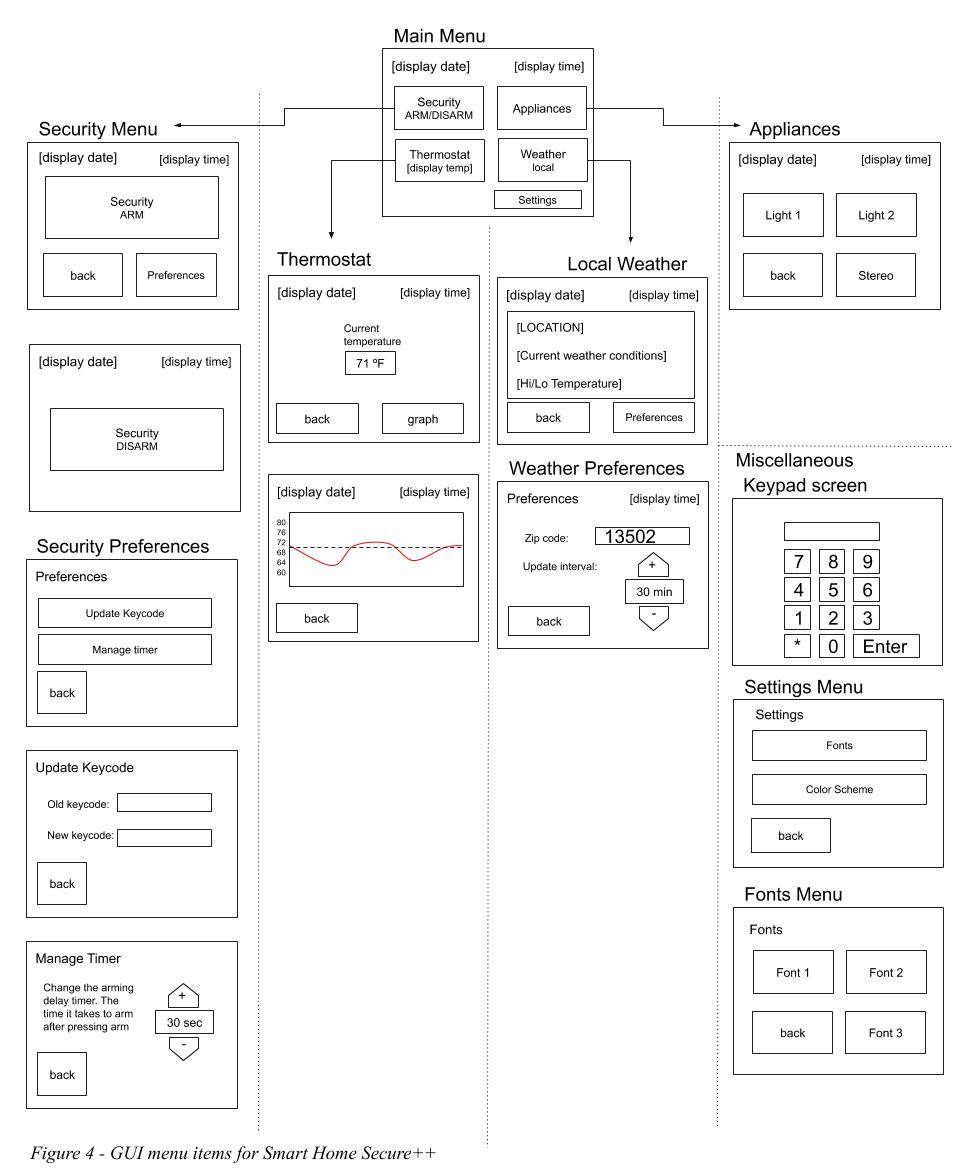 Main Menu
[display date] [display time]
Security
ARM/DISARM
Appliances
Thermostat
[display temp]
Weather
local
Settings
Security Menu
[display date] [display time]
Security
ARM
back Preferences
[display date] [display time]
Security
DISARM
Security Preferences
Preferences
Update Keycode
Manage timer
back
Update Keycode
Old keycode:
New keycode:
back
Manage Timer
Change the arming
delay timer. The
time it takes to arm
after pressing arm
+
30 sec
-
back
Thermostat
[display date] [display time]
Current
temperature
71 ºF
back graph
[display date] [display time]
80
76
72
68
64
60
back
Local Weather
[display date] [display time]
[LOCATION]
[Current weather conditions]
[Hi/Lo Temperature]
back Preferences
Weather Preferences
Preferences [display time]
Zip code: 13502
Update interval:
+
30 min
-
back
Appliances
[display date] [display time]
Light 1 Light 2
back Stereo
Miscellaneous
Keypad screen
7 8 9
4 5 6
1 2 3
* 0 Enter
Settings Menu
Settings
Fonts
Color Scheme
back
Fonts Menu
Fonts
Font 1 Font 2
back Font 3
Figure 4 - GUI menu items for Smart Home Secure++